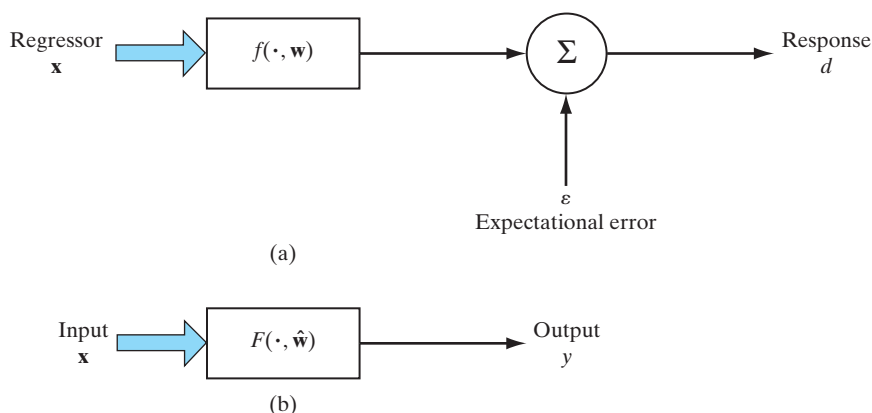 Regressor
x
f(·, w)
Σ
Response
d
ε
Expectational error
(a)
Input
x
F(·, ŵ)
Output
y
(b)